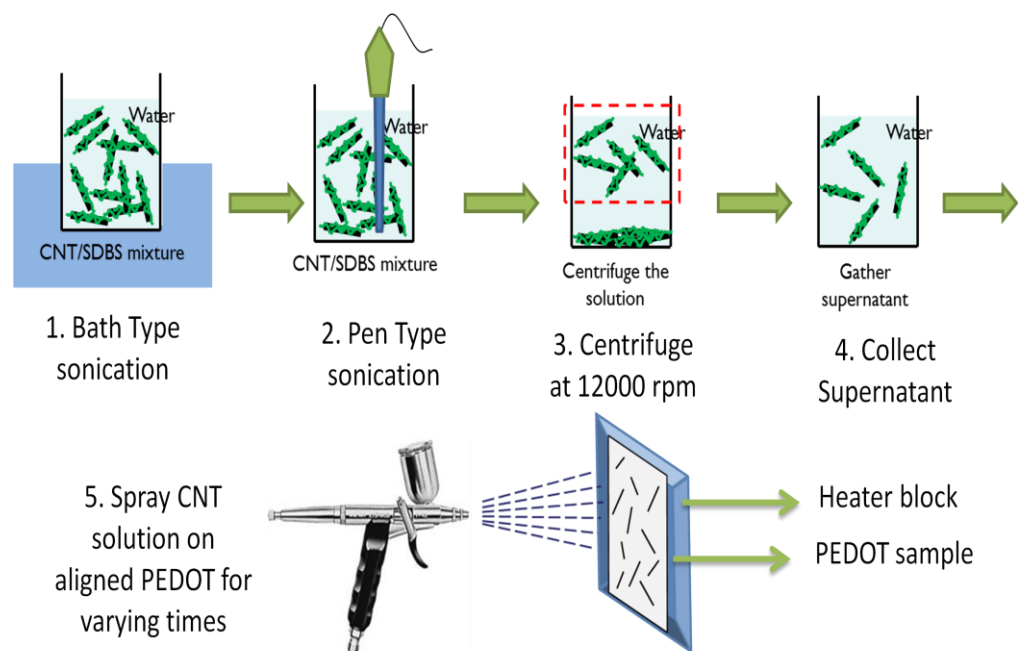 Water
CNT/SDBS mixture
1. Bath Type
sonication
Water
CNT/SDBS mixture
2. Pen Type
sonication
Water
Centrifuge the
solution
3. Centrifuge
at 12000 rpm
Water
Gather
supernatant
4. Collect
Supernatant
5. Spray CNT
solution on
aligned PEDOT for
varying times
Heater block
PEDOT sample